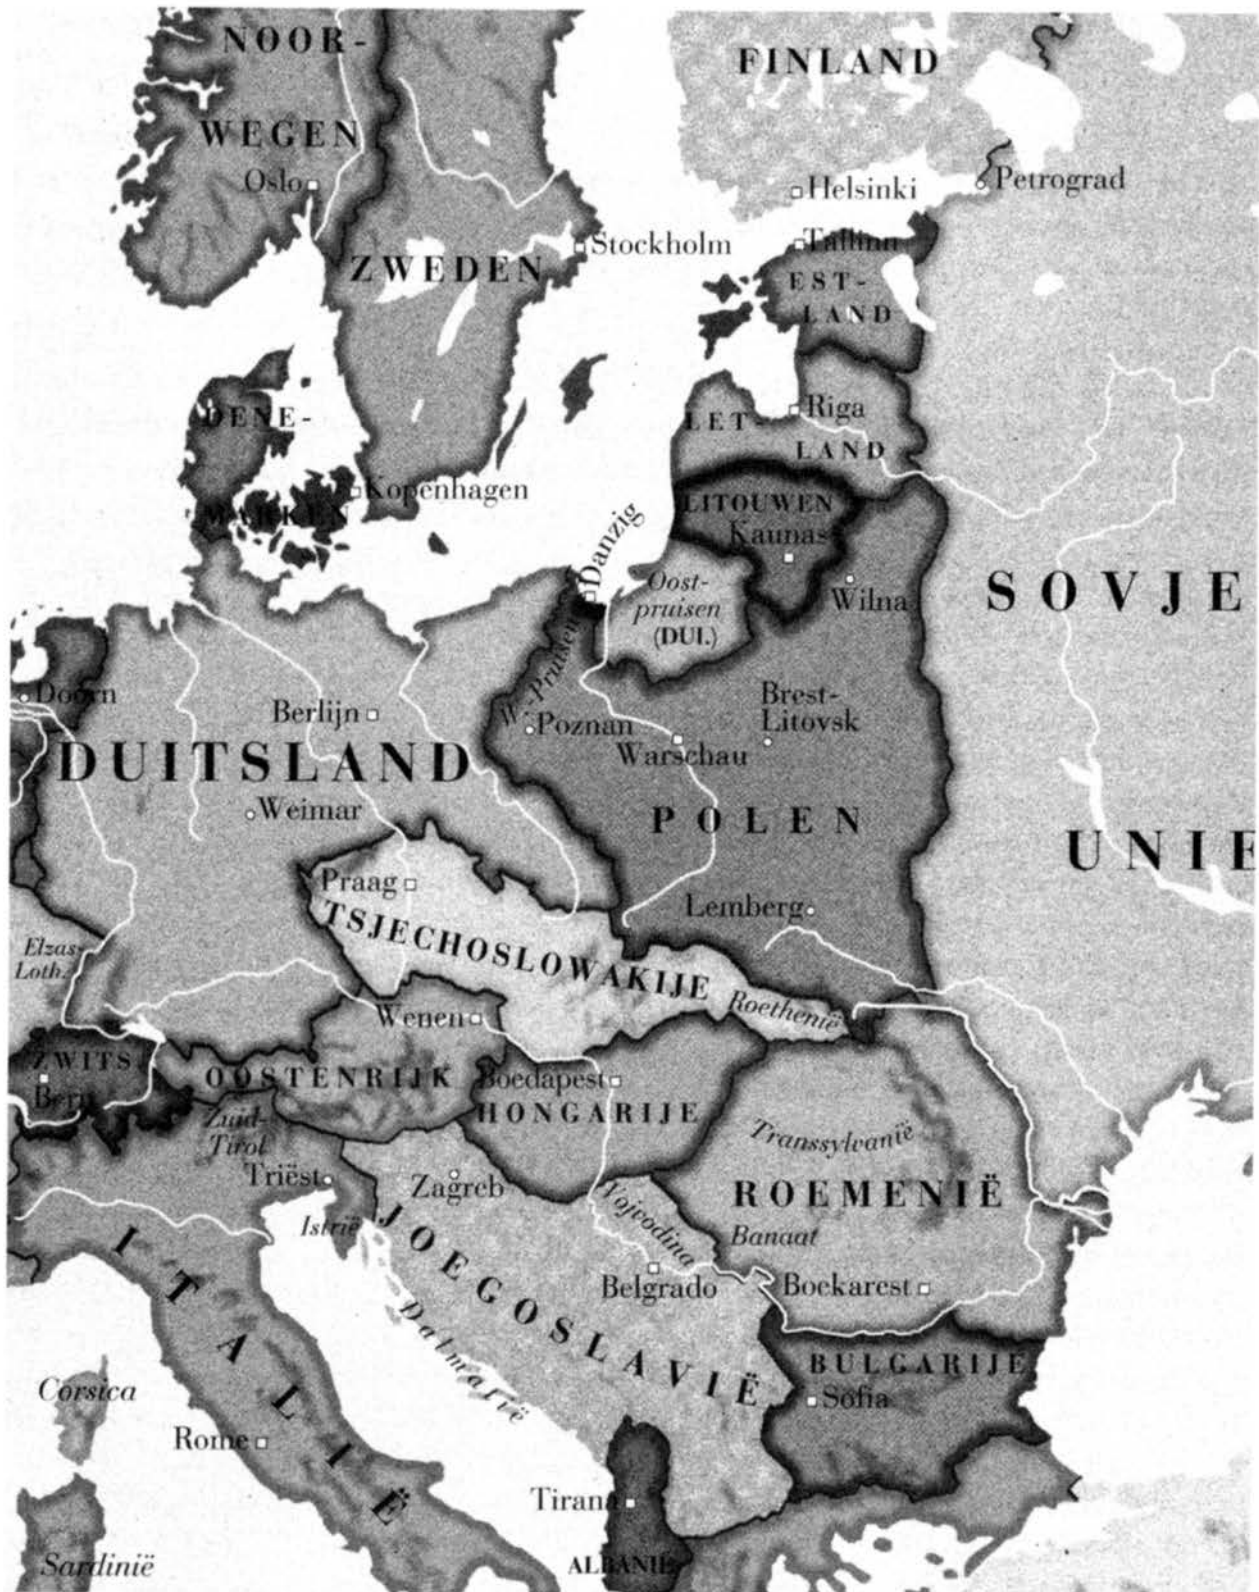 NOOR-
WEGEN
Oslo
FINLAND
Helsinki
Petrograd
ZWEDEN
Stockholm
Tallinn
EST-
LAND
DENE-
MARKEN
Kopenhagen
LET-
LAND
Riga
LITOUWEN
Kaunas
Wilna
Danzig
Oost-
pruisen
(DUI.)
W.-Pruisen
SOVJE
UNIE
Doorn
Berlijn
DUITSLAND
Weimar
Poznan
Warschau
Brest-
Litovsk
POLEN
Lemberg
Praag
TSJECHOSLOWAKIJE
Roethenië
Elzas-
Loth.
Wenen
ZWITS.
Bern
OOSTENRIJK
Boedapest
HONGARIJE
Zuid-
Tirol
Triëst
Istrië
Zagreb
Vojvodina
Transsylvanië
ROEMENIË
Banaat
Boekarest
Belgrado
JOEGOSLAVIË
Dalmatië
ITALIË
BULGARIJE
Sofia
Corsica
Rome
Tirana
ALBANIË
Sardinië